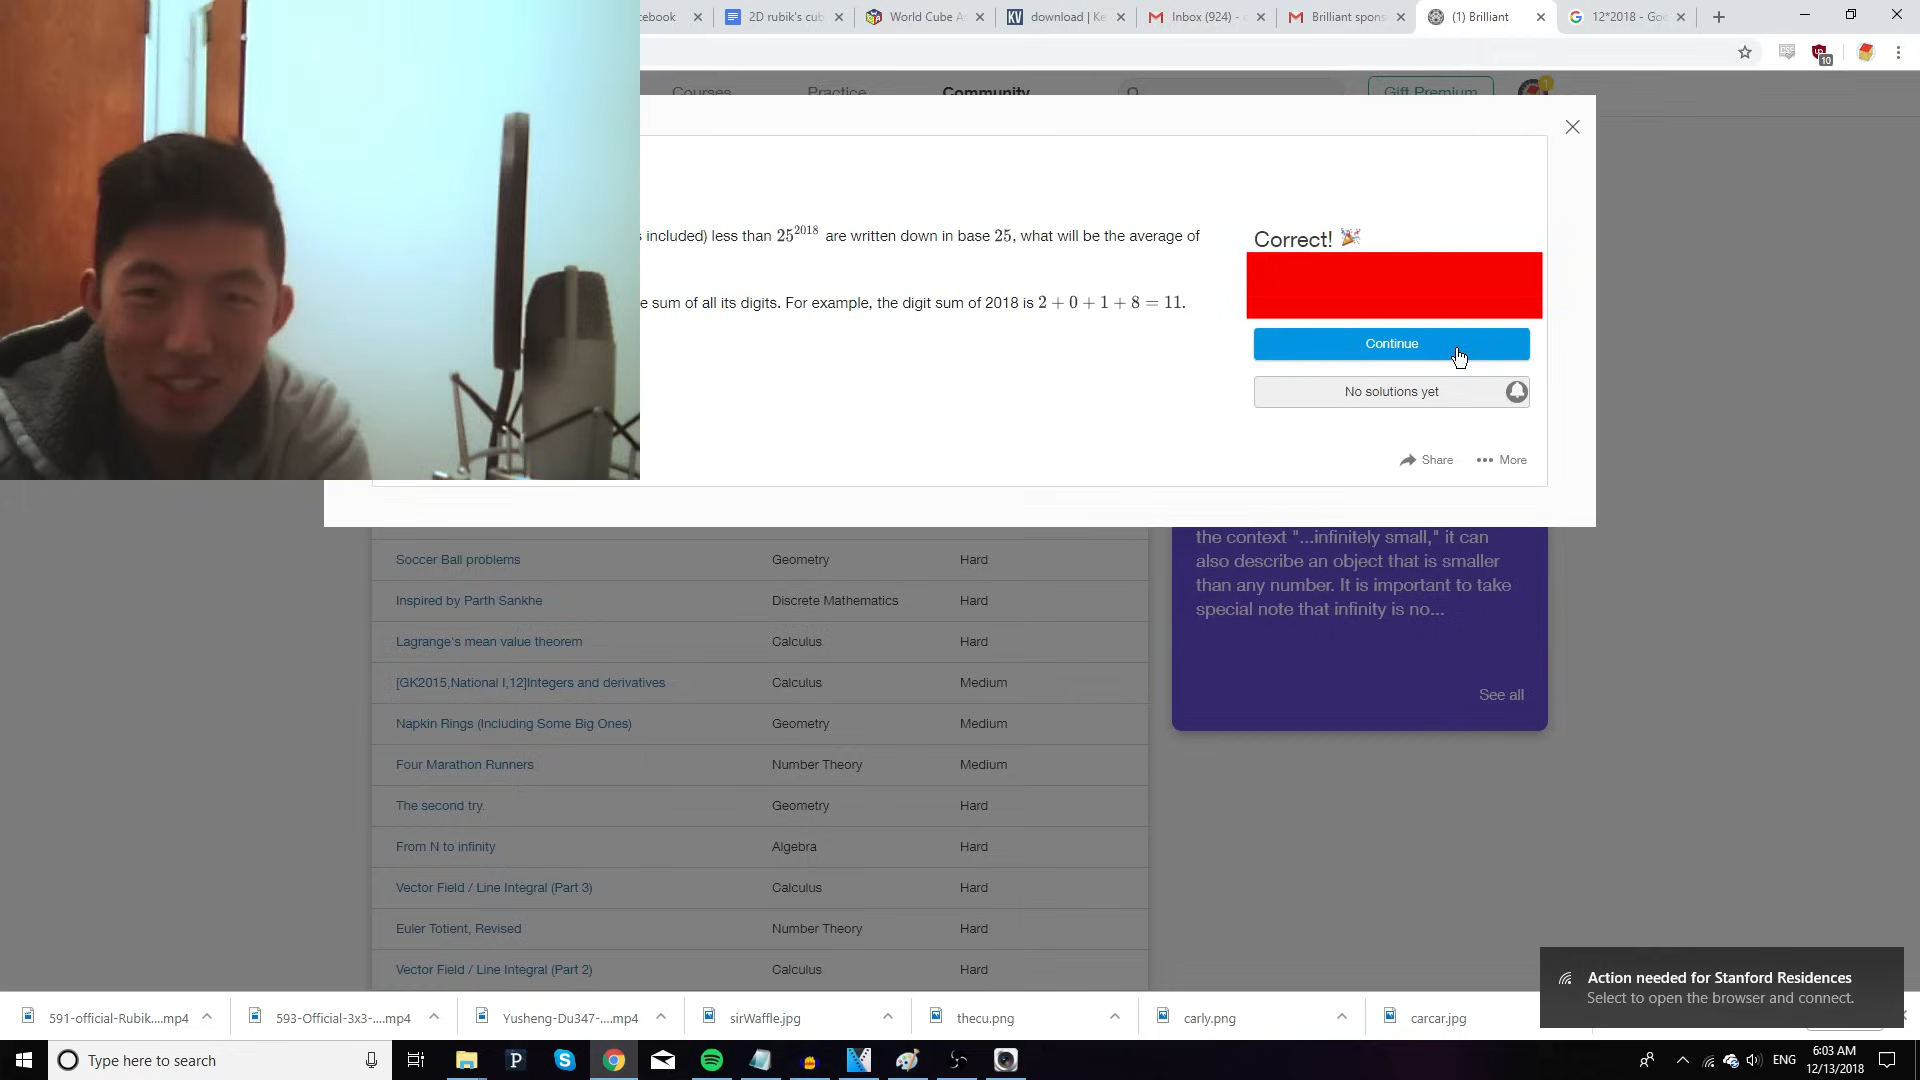 cebook
2D rubik's cub
World Cube A
download | Ke
Inbox (924) -
Brilliant spons
(1) Brilliant
12*2018 - Goo
10
Courses
Practice
Community
Gift Premium
1
included) less than 25^2018 are written down in base 25, what will be the average of
e sum of all its digits. For example, the digit sum of 2018 is 2 + 0 + 1 + 8 = 11.
Correct!
Continue
No solutions yet
Share
More
Soccer Ball problems Geometry Hard
Inspired by Parth Sankhe Discrete Mathematics Hard
Lagrange's mean value theorem Calculus Hard
[GK2015,National I,12]Integers and derivatives Calculus Medium
Napkin Rings (Including Some Big Ones) Geometry Medium
Four Marathon Runners Number Theory Medium
The second try. Geometry Hard
From N to infinity Algebra Hard
Vector Field / Line Integral (Part 3) Calculus Hard
Euler Totient, Revised Number Theory Hard
Vector Field / Line Integral (Part 2) Calculus Hard
the context "...infinitely small," it can
also describe an object that is smaller
than any number. It is important to take
special note that infinity is no...
See all
Action needed for Stanford Residences
Select to open the browser and connect.
591-official-Rubik....mp4
593-Official-3x3-....mp4
Yusheng-Du347-....mp4
sirWaffle.jpg
thecu.png
carly.png
carcar.jpg
Type here to search
ENG
6:03 AM
12/13/2018